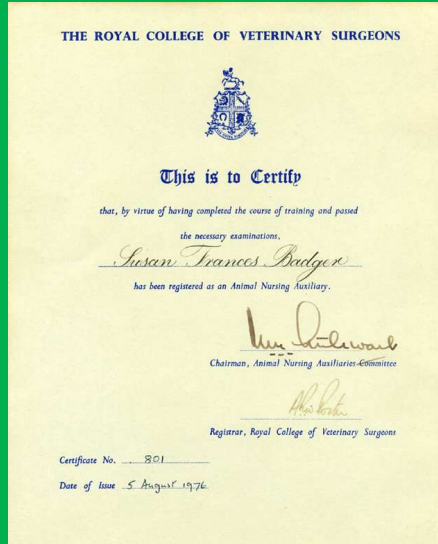 THE ROYAL COLLEGE OF VETERINARY SURGEONS
This is to Certify
that, by virtue of having completed the course of training and passed
the necessary examinations,
Susan Frances Badger
has been registered as an Animal Nursing Auxiliary.
Chairman, Animal Nursing Auxiliaries Committee
Registrar, Royal College of Veterinary Surgeons
Certificate No. 801
Date of Issue 5 August 1976